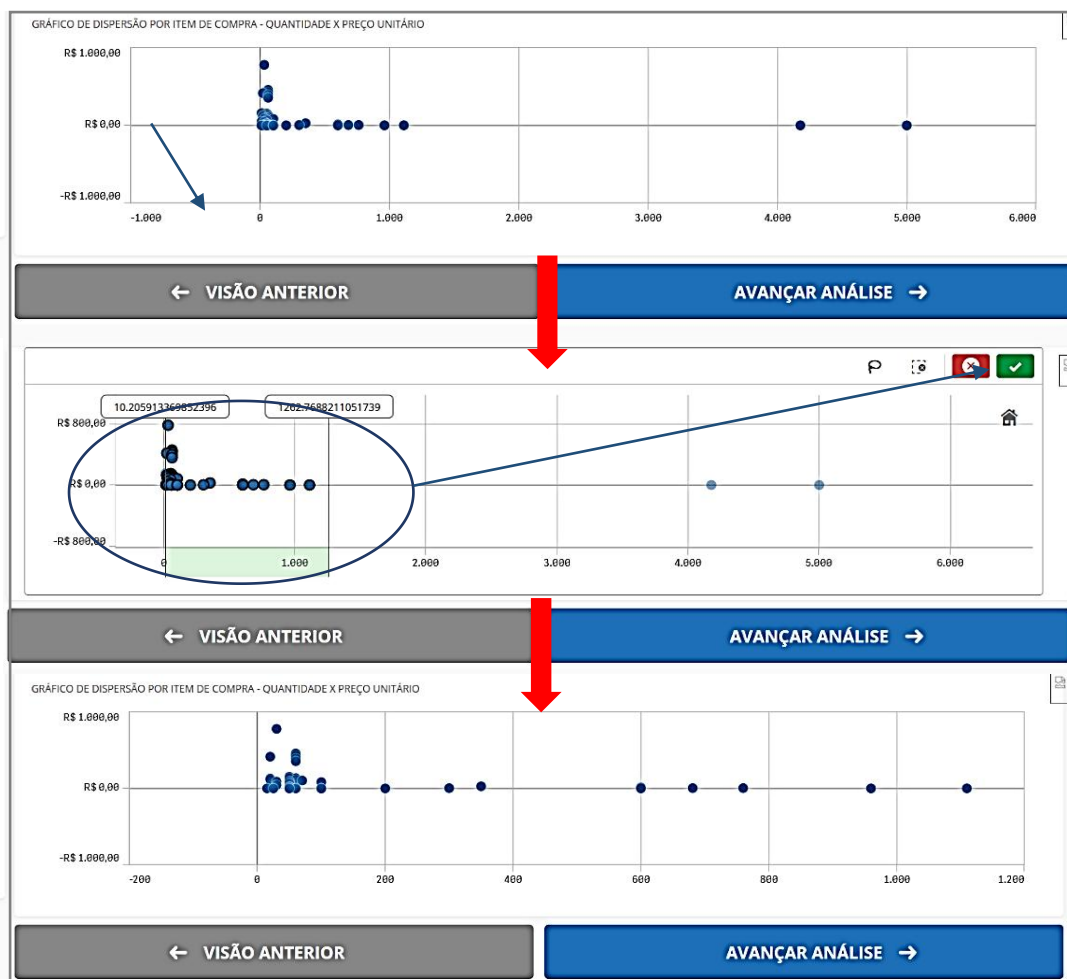 GRÁFICO DE DISPERSÃO POR ITEM DE COMPRA - QUANTIDADE X PREÇO UNITÁRIO
R$ 1.000,00
R$ 0,00
-R$ 1.000,00
-1.000 0 1.000 2.000 3.000 4.000 5.000 6.000
← VISÃO ANTERIOR AVANÇAR ANÁLISE →
10.205913369852396 1262.7688211051739
R$ 800,00
R$ 0,00
-R$ 800,00
0 1.000 2.000 3.000 4.000 5.000 6.000
← VISÃO ANTERIOR AVANÇAR ANÁLISE →
GRÁFICO DE DISPERSÃO POR ITEM DE COMPRA - QUANTIDADE X PREÇO UNITÁRIO
R$ 1.000,00
R$ 0,00
-R$ 1.000,00
-200 0 200 400 600 800 1.000 1.200
← VISÃO ANTERIOR AVANÇAR ANÁLISE →